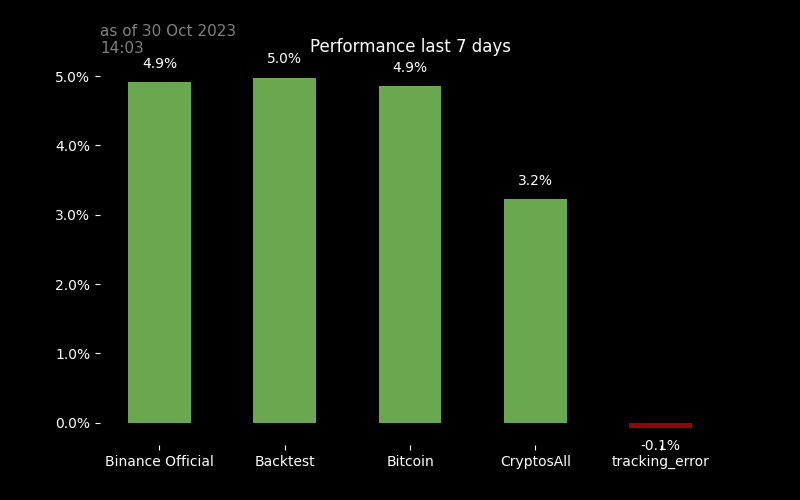 as of 30 Oct 2023
14:03
Performance last 7 days
4.9%
5.0%
4.9%
3.2%
-0.1%
5.0%
4.0%
3.0%
2.0%
1.0%
0.0%
Binance Official
Backtest
Bitcoin
CryptosAll
tracking_error